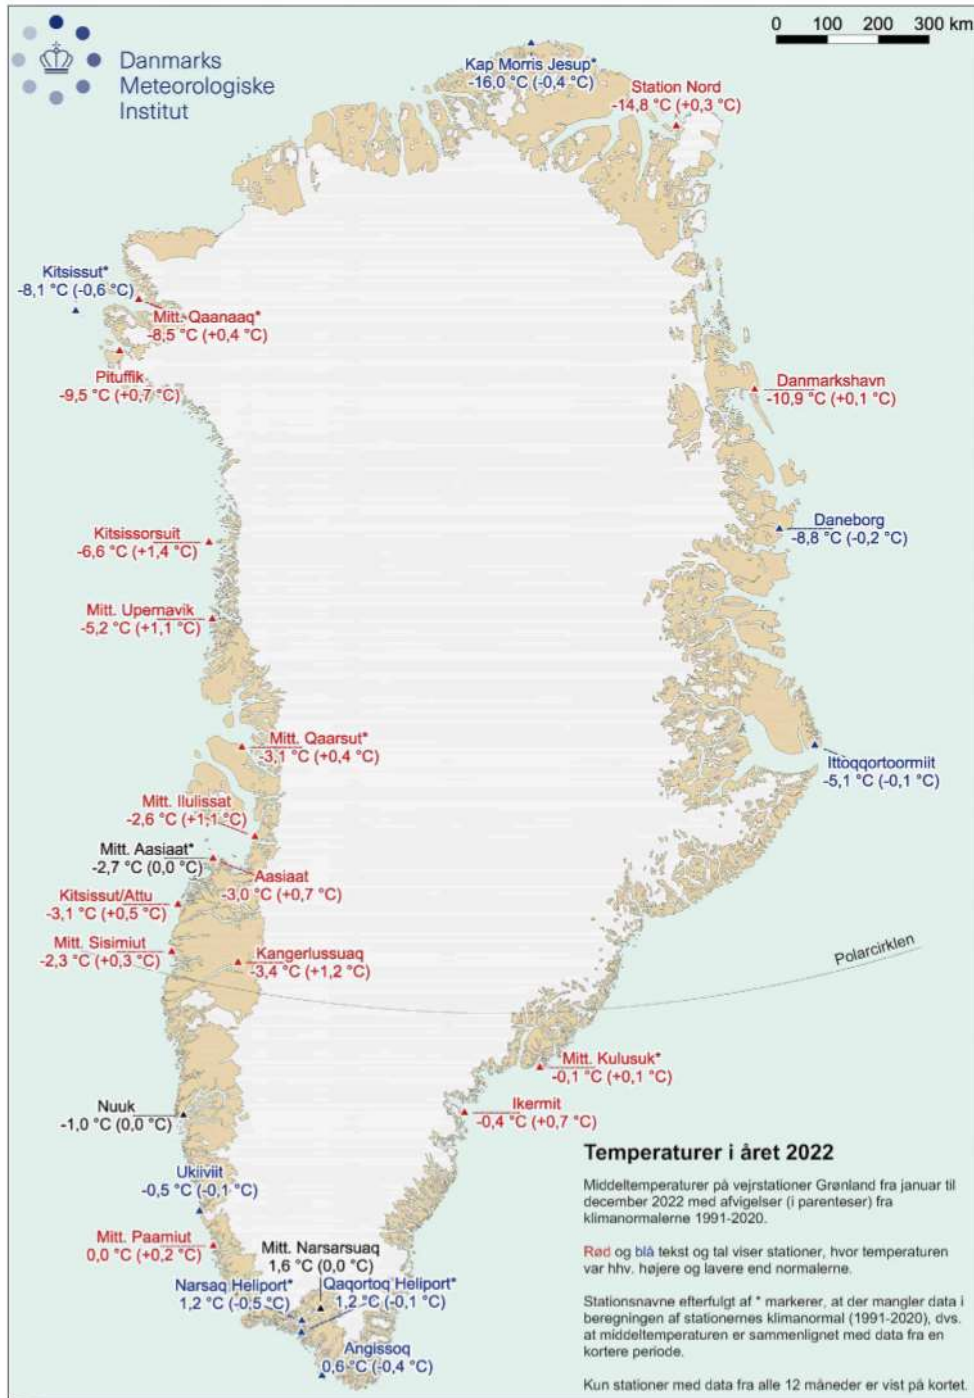 Danmarks
Meteorologiske
Institut
0 100 200 300 km
Kap Morris Jesup*
-16,0 °C (-0,4 °C)
Station Nord
-14,8 °C (+0,3 °C)
Kitsissut*
-8,1 °C (-0,6 °C)
Mitt. Qaanaaq*
-8,5 °C (+0,4 °C)
Pituffik
-9,5 °C (+0,7 °C)
Danmarkshavn
-10,9 °C (+0,1 °C)
Kitsissorsuit
-6,6 °C (+1,4 °C)
Daneborg
-8,8 °C (-0,2 °C)
Mitt. Upernavik
-5,2 °C (+1,1 °C)
Mitt. Qaarsut*
-3,1 °C (+0,4 °C)
Ittoqqortoormiit
-5,1 °C (-0,1 °C)
Mitt. Ilulissat
-2,6 °C (+1,1 °C)
Mitt. Aasiaat*
-2,7 °C (0,0 °C)
Aasiaat
-3,0 °C (+0,7 °C)
Kitsissut/Attu
-3,1 °C (+0,5 °C)
Mitt. Sisimiut
-2,3 °C (+0,3 °C)
Kangerlussuaq
-3,4 °C (+1,2 °C)
Polarcirklen
Mitt. Kulusuk*
-0,1 °C (+0,1 °C)
Nuuk
-1,0 °C (0,0 °C)
Ikermit
-0,4 °C (+0,7 °C)
Ukiiviit
-0,5 °C (-0,1 °C)
Mitt. Paamiut
0,0 °C (+0,2 °C)
Mitt. Narsarsuaq
1,6 °C (0,0 °C)
Narsaq Heliport*
1,2 °C (-0,5 °C)
Qaqortoq Heliport*
1,2 °C (-0,1 °C)
Angissoq
0,6 °C (-0,4 °C)
Temperaturer i året 2022
Middeltemperaturer på vejrstationer Grønland fra januar til
december 2022 med afvigelser (i parenteser) fra
klimanormalerne 1991-2020.
Rød og blå tekst og tal viser stationer, hvor temperaturen
var hhv. højere og lavere end normalerne.
Stationsnavne efterfulgt af * markerer, at der mangler data i
beregningen af stationernes klimanormal (1991-2020), dvs.
at middeltemperaturen er sammenlignet med data fra en
kortere periode.
Kun stationer med data fra alle 12 måneder er vist på kortet.